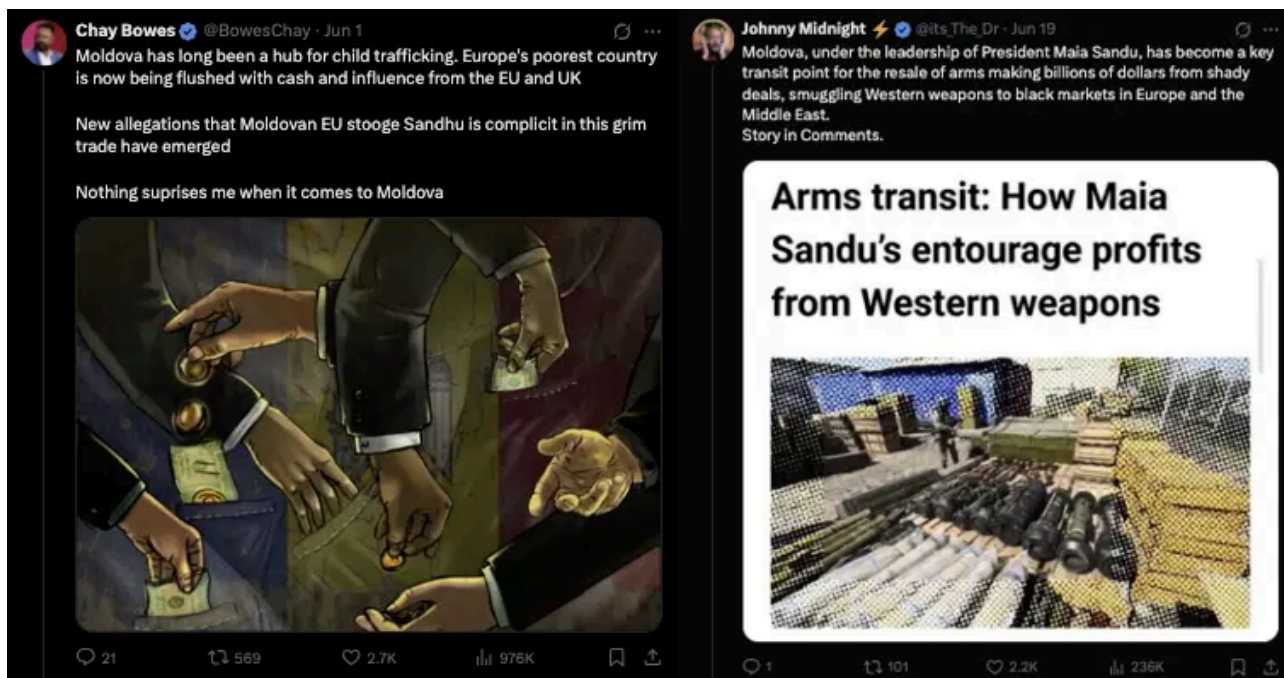 Chay Bowes @BowesChay · Jun 1
Moldova has long been a hub for child trafficking. Europe's poorest country
is now being flushed with cash and influence from the EU and UK
New allegations that Moldovan EU stooge Sandhu is complicit in this grim
trade have emerged
Nothing suprises me when it comes to Moldova
21 569 2.7K 976K
Johnny Midnight ⚡ @its_The_Dr · Jun 19
Moldova, under the leadership of President Maia Sandu, has become a key
transit point for the resale of arms making billions of dollars from shady
deals, smuggling Western weapons to black markets in Europe and the
Middle East.
Story in Comments.
Arms transit: How Maia
Sandu’s entourage profits
from Western weapons
1 101 2.2K 236K